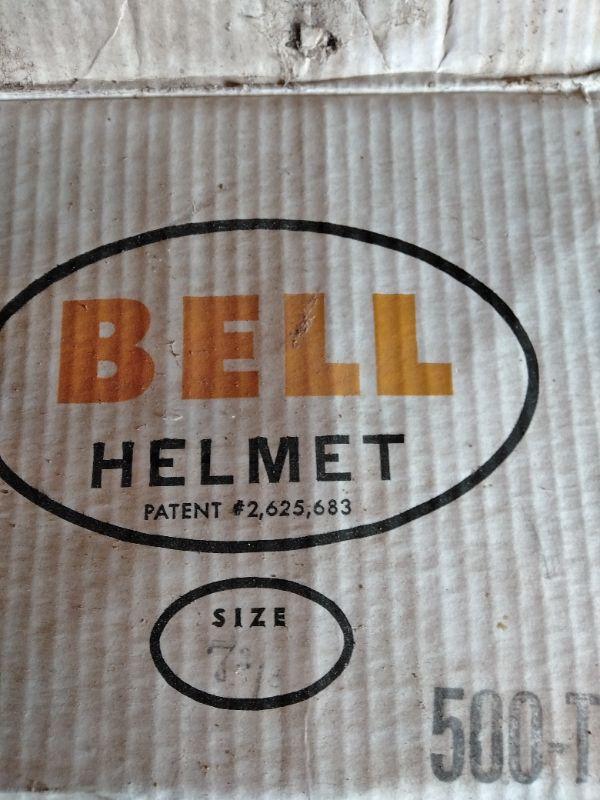 BELL
HELMET
PATENT #2,625,683
SIZE
500-T